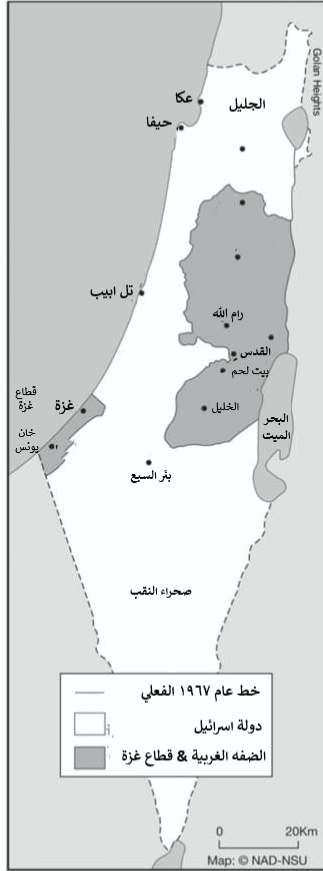 Golan Heights
الجليل
عكا
حيفا
تل ابيب
رام الله
القدس
بيت لحم
الخليل
البحر
الميت
قطاع
غزة
غزة
خان
يونس
بئر السبع
صحراء النقب
خط عام ١٩٦٧ الفعلي
دولة اسرائيل
الضفه الغربية & قطاع غزة
0 20Km
Map: © NAD-NSU